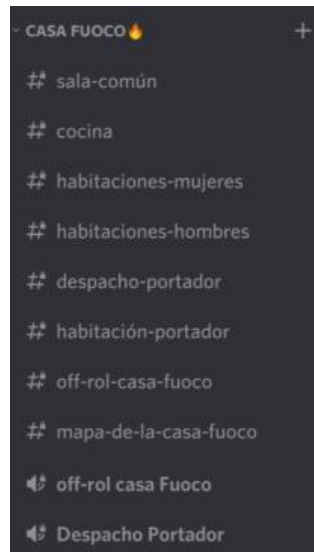 CASA FUOCO🔥
sala-común
cocina
habitaciones-mujeres
habitaciones-hombres
despacho-portador
habitación-portador
off-rol-casa-fuoco
mapa-de-la-casa-fuoco
off-rol casa Fuoco
Despacho Portador